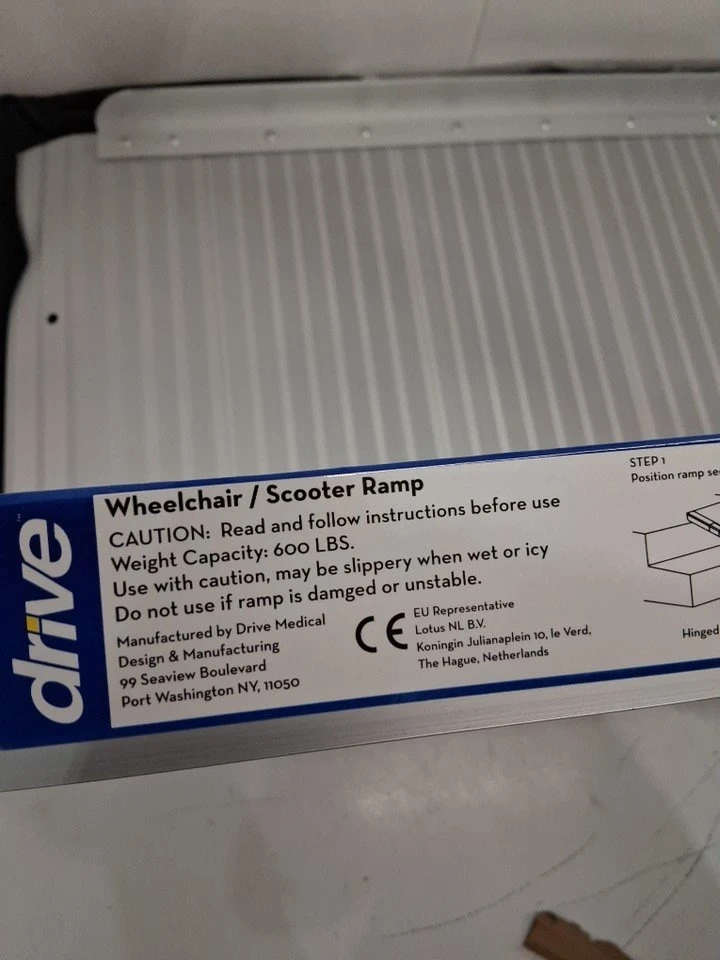 drive
Wheelchair / Scooter Ramp
CAUTION: Read and follow instructions before use
Weight Capacity: 600 LBS.
Use with caution, may be slippery when wet or icy
Do not use if ramp is damged or unstable.
Manufactured by Drive Medical
Design & Manufacturing
99 Seaview Boulevard
Port Washington NY, 11050
CE
EU Representative
Lotus NL B.V.
Koningin Julianaplein 10, le Verd,
The Hague, Netherlands
STEP 1
Position ramp se
Hinged